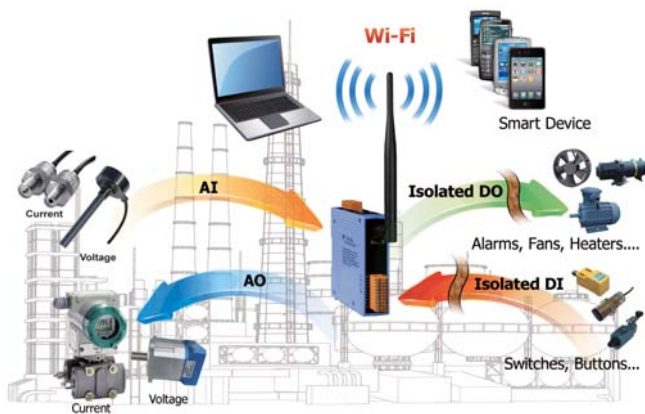 Wi-Fi
Smart Device
AI
Isolated DO
Current
Voltage
Alarms, Fans, Heaters....
AO
Isolated DI
Switches, Buttons...
Current
Voltage